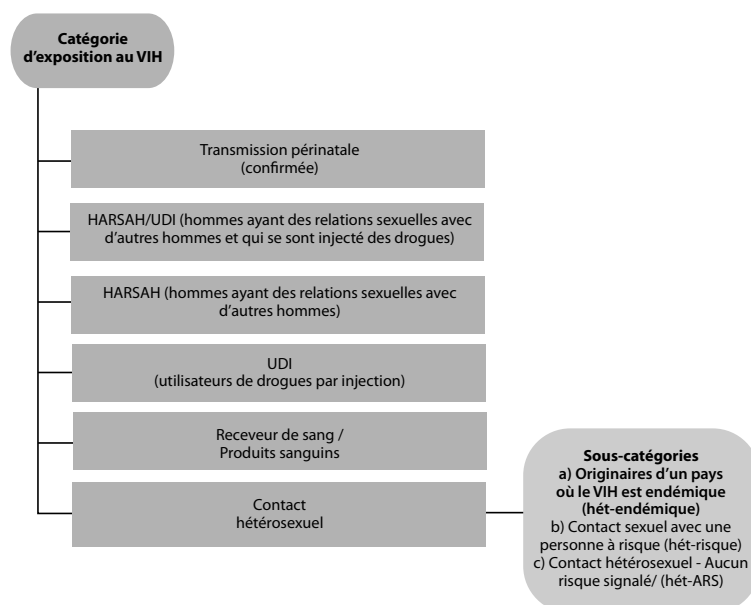 Catégorie
d'exposition au VIH
Transmission périnatale
(confirmée)
HARSAH/UDI (hommes ayant des relations sexuelles avec
d'autres hommes et qui se sont injecté des drogues)
HARSAH (hommes ayant des relations sexuelles avec
d'autres hommes)
UDI
(utilisateurs de drogues par injection)
Receveur de sang /
Produits sanguins
Contact
hétérosexuel
Sous-catégories
a) Originaires d'un pays
où le VIH est endémique
(hét-endémique)
b) Contact sexuel avec une
personne à risque (hét-risque)
c) Contact hétérosexuel - Aucun
risque signalé/ (hét-ARS)